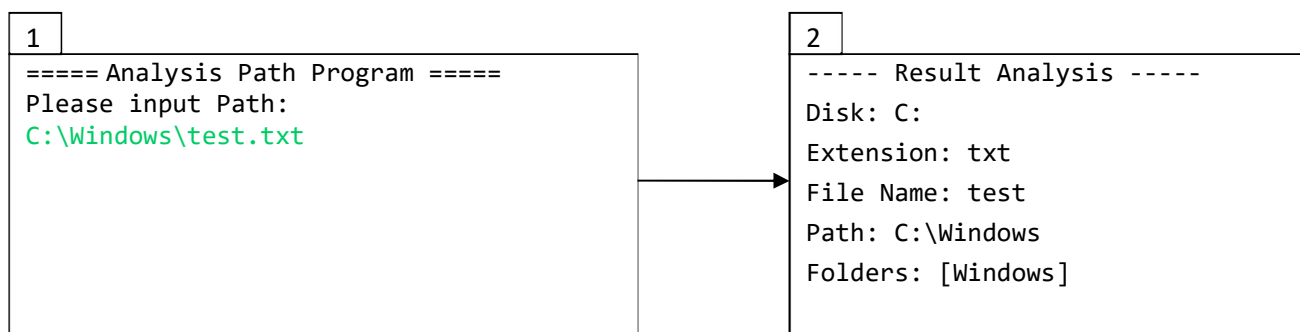 1
===== Analysis Path Program =====
Please input Path:
C:\Windows\test.txt
2
----- Result Analysis -----
Disk: C:
Extension: txt
File Name: test
Path: C:\Windows
Folders: [Windows]